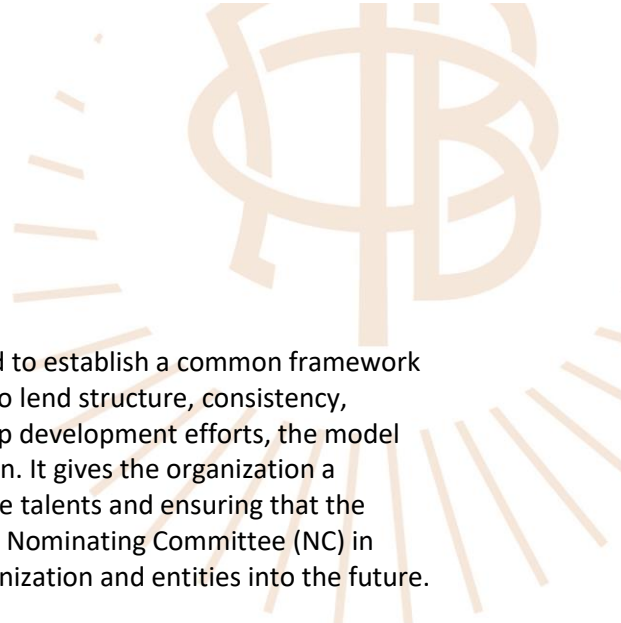 d to establish a common framework
o lend structure, consistency,
p development efforts, the model
n. It gives the organization a
e talents and ensuring that the
Nominating Committee (NC) in
nization and entities into the future.